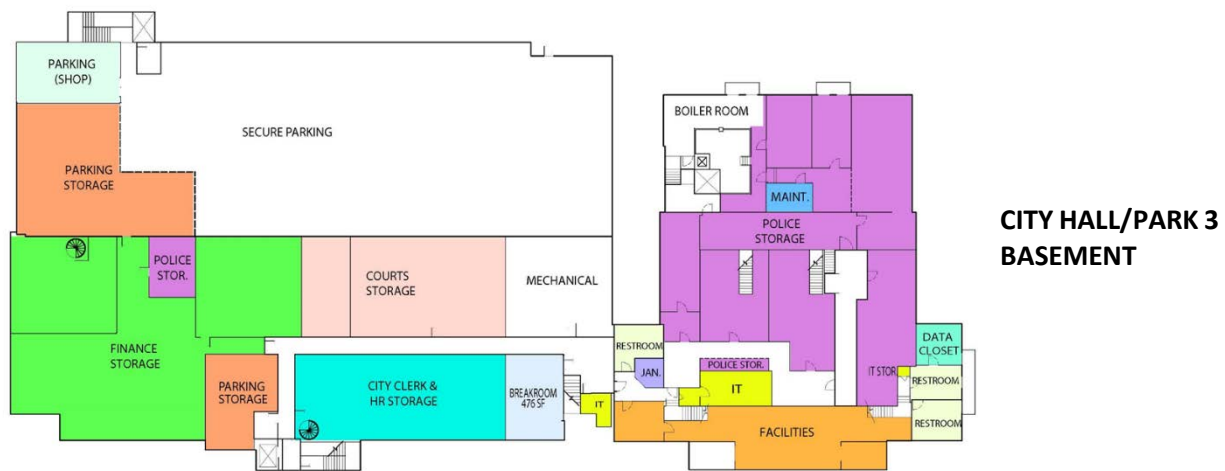 PARKING
(SHOP)
SECURE PARKING
PARKING
STORAGE
BOILER ROOM
MAINT.
POLICE
STORAGE
CITY HALL/PARK 3
BASEMENT
POLICE
STOR.
COURTS
STORAGE
MECHANICAL
FINANCE
STORAGE
RESTROOM
JAN.
DATA
CLOSET
PARKING
STORAGE
CITY CLERK &
HR STORAGE
BREAKROOM
476 SF
IT
POLICE STOR.
IT
IT STOR.
RESTROOM
RESTROOM
FACILITIES